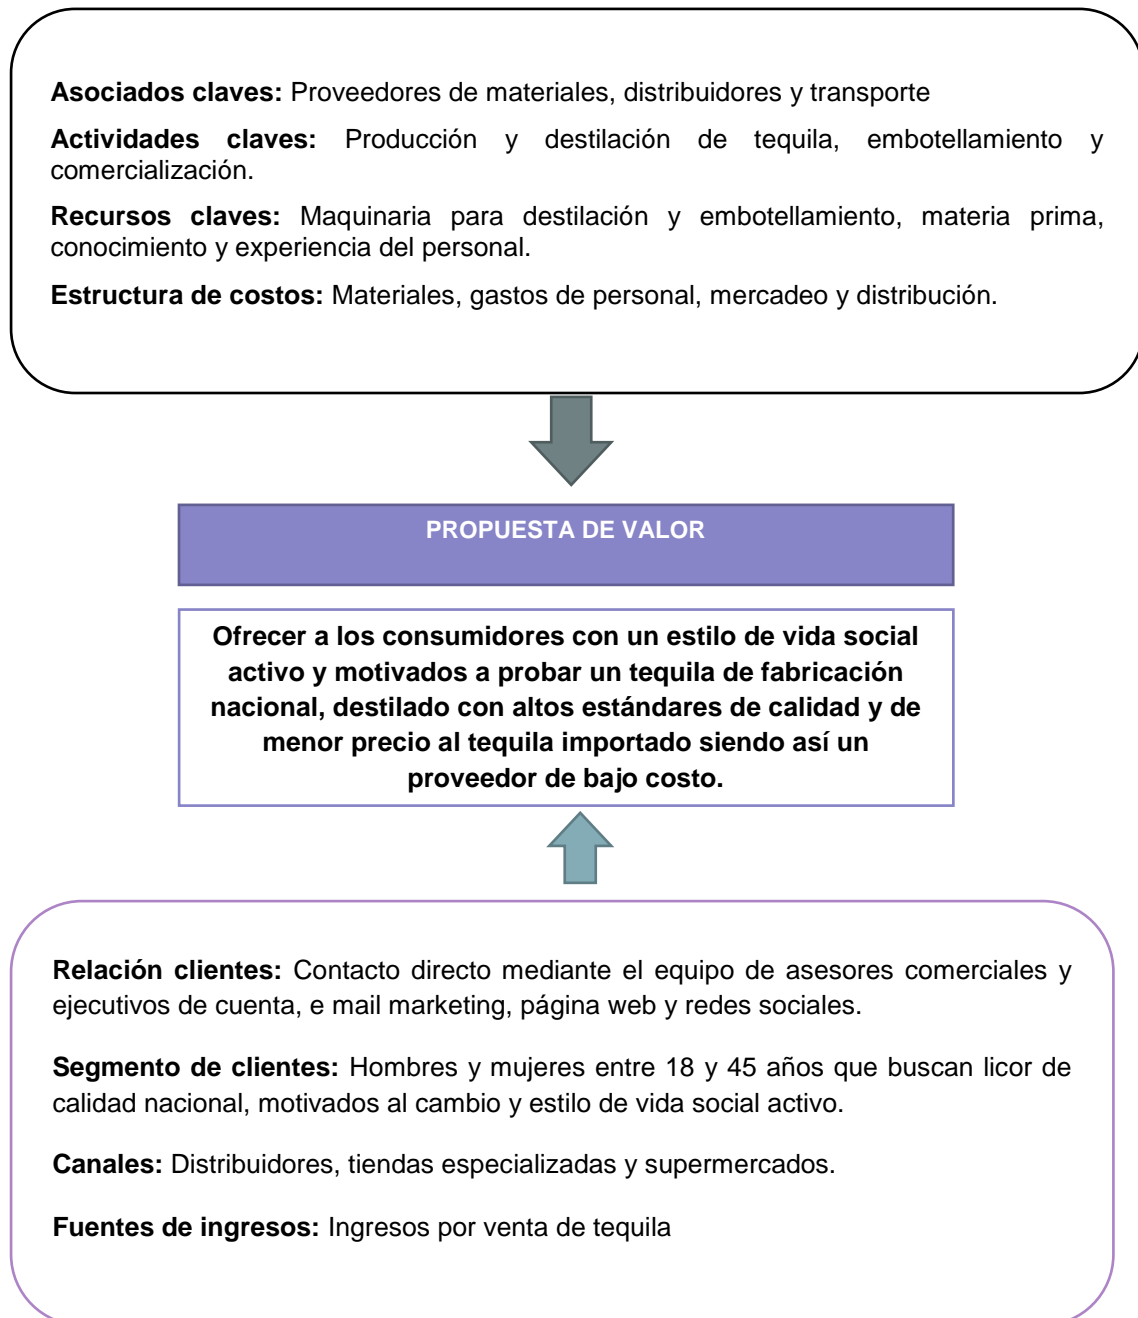 Asociados claves: Proveedores de materiales, distribuidores y transporte
Actividades claves: Producción y destilación de tequila, embotellamiento y
comercialización.
Recursos claves: Maquinaria para destilación y embotellamiento, materia prima,
conocimiento y experiencia del personal.
Estructura de costos: Materiales, gastos de personal, mercadeo y distribución.
PROPUESTA DE VALOR
Ofrecer a los consumidores con un estilo de vida social
activo y motivados a probar un tequila de fabricación
nacional, destilado con altos estándares de calidad y de
menor precio al tequila importado siendo así un
proveedor de bajo costo.
Relación clientes: Contacto directo mediante el equipo de asesores comerciales y
ejecutivos de cuenta, e mail marketing, página web y redes sociales.
Segmento de clientes: Hombres y mujeres entre 18 y 45 años que buscan licor de
calidad nacional, motivados al cambio y estilo de vida social activo.
Canales: Distribuidores, tiendas especializadas y supermercados.
Fuentes de ingresos: Ingresos por venta de tequila